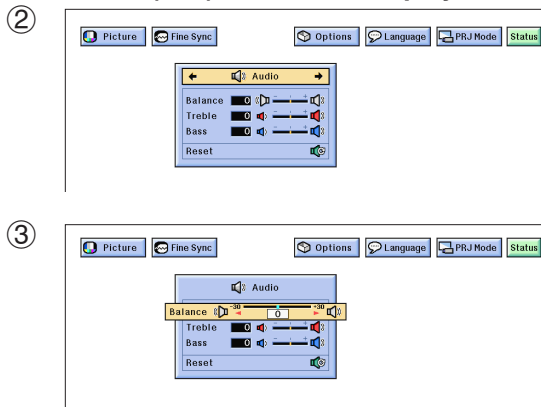 ②
Picture Fine Sync Options Language PRJ Mode Status
Audio
Balance 0 - +
Treble 0 - +
Bass 0 - +
Reset
③
Picture Fine Sync Options Language PRJ Mode Status
Audio
Balance -30 0 +30
Treble 0 - +
Bass 0 - +
Reset